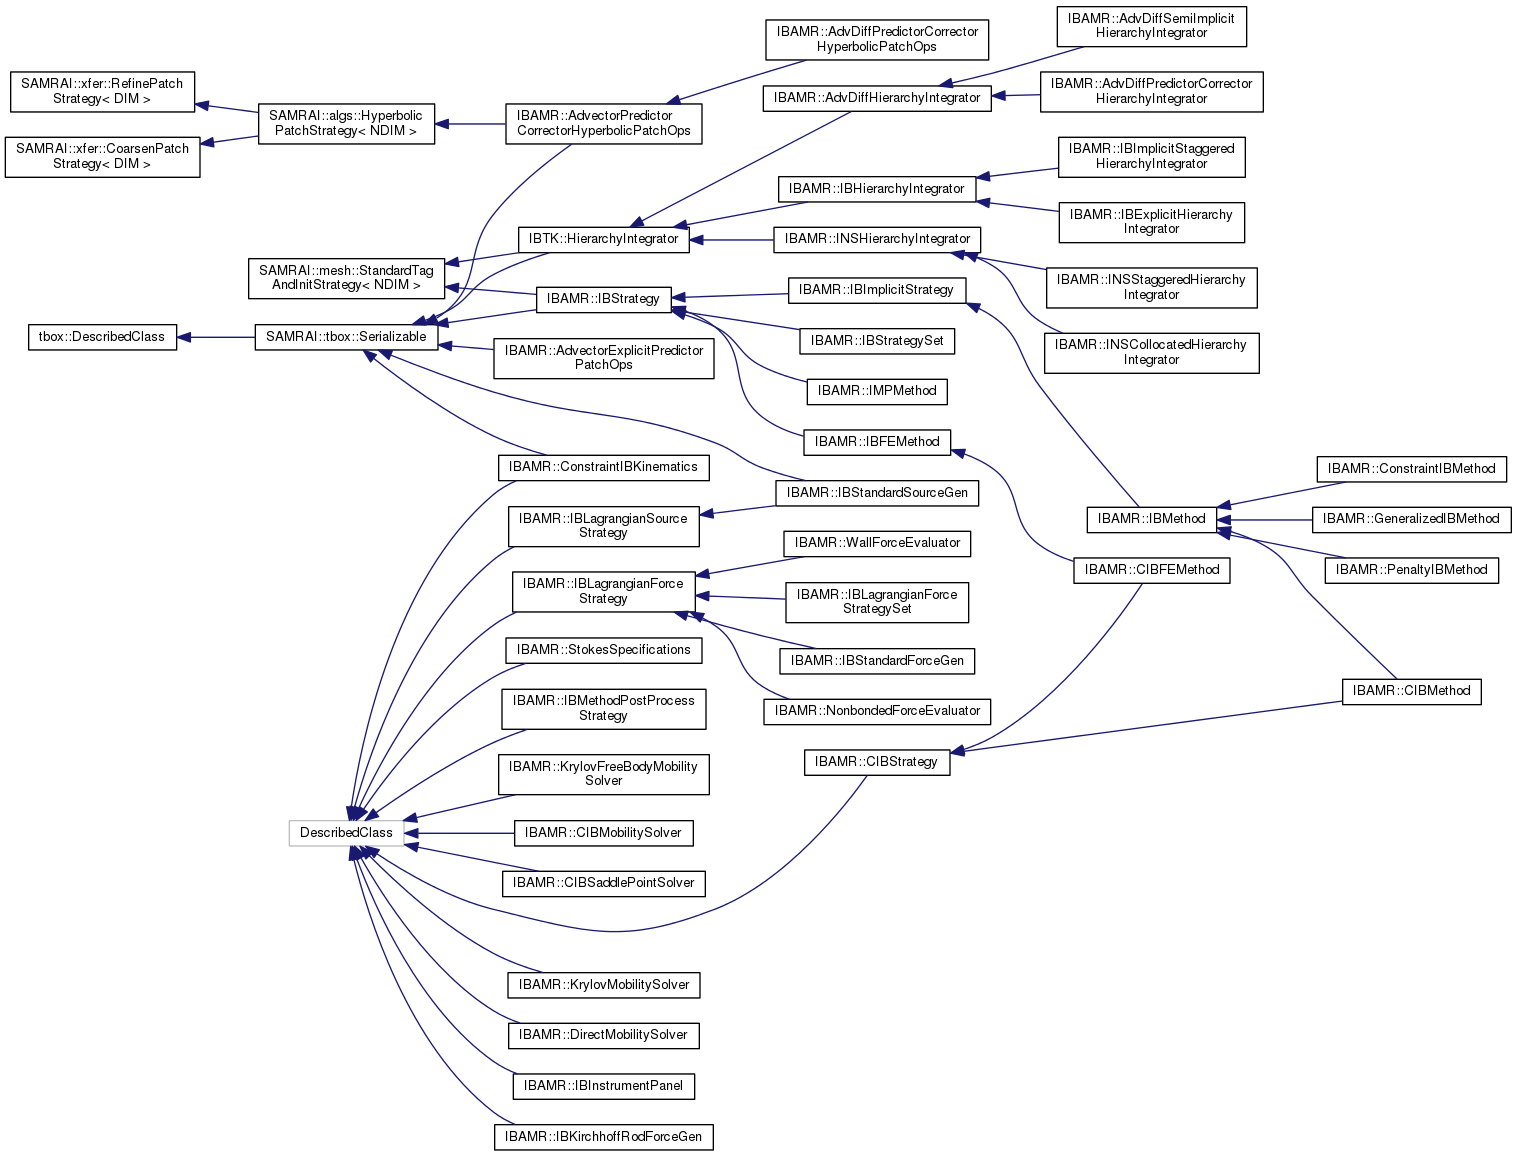 SAMRAI::xfer::RefinePatch
Strategy< DIM >
SAMRAI::xfer::CoarsenPatch
Strategy< DIM >
tbox::DescribedClass
SAMRAI::algs::Hyperbolic
PatchStrategy< NDIM >
SAMRAI::mesh::StandardTag
AndInitStrategy< NDIM >
SAMRAI::tbox::Serializable
DescribedClass
IBAMR::AdvectorPredictor
CorrectorHyperbolicPatchOps
IBTK::HierarchyIntegrator
IBAMR::IBStrategy
IBAMR::AdvectorExplicitPredictor
PatchOps
IBAMR::ConstraintIBKinematics
IBAMR::IBLagrangianSource
Strategy
IBAMR::IBLagrangianForce
Strategy
IBAMR::StokesSpecifications
IBAMR::IBMethodPostProcess
Strategy
IBAMR::KrylovFreeBodyMobility
Solver
IBAMR::CIBMobilitySolver
IBAMR::CIBSaddlePointSolver
IBAMR::KrylovMobilitySolver
IBAMR::DirectMobilitySolver
IBAMR::IBInstrumentPanel
IBAMR::IBKirchhoffRodForceGen
IBAMR::AdvDiffPredictorCorrector
HyperbolicPatchOps
IBAMR::AdvDiffHierarchyIntegrator
IBAMR::IBHierarchyIntegrator
IBAMR::INSHierarchyIntegrator
IBAMR::IBImplicitStrategy
IBAMR::IBStrategySet
IBAMR::IMPMethod
IBAMR::IBFEMethod
IBAMR::IBStandardSourceGen
IBAMR::WallForceEvaluator
IBAMR::IBLagrangianForce
StrategySet
IBAMR::IBStandardForceGen
IBAMR::NonbondedForceEvaluator
IBAMR::CIBStrategy
IBAMR::AdvDiffSemiImplicit
HierarchyIntegrator
IBAMR::AdvDiffPredictorCorrector
HierarchyIntegrator
IBAMR::IBImplicitStaggered
HierarchyIntegrator
IBAMR::IBExplicitHierarchy
Integrator
IBAMR::INSStaggeredHierarchy
Integrator
IBAMR::INSCollocatedHierarchy
Integrator
IBAMR::IBMethod
IBAMR::CIBFEMethod
IBAMR::ConstraintIBMethod
IBAMR::GeneralizedIBMethod
IBAMR::PenaltyIBMethod
IBAMR::CIBMethod